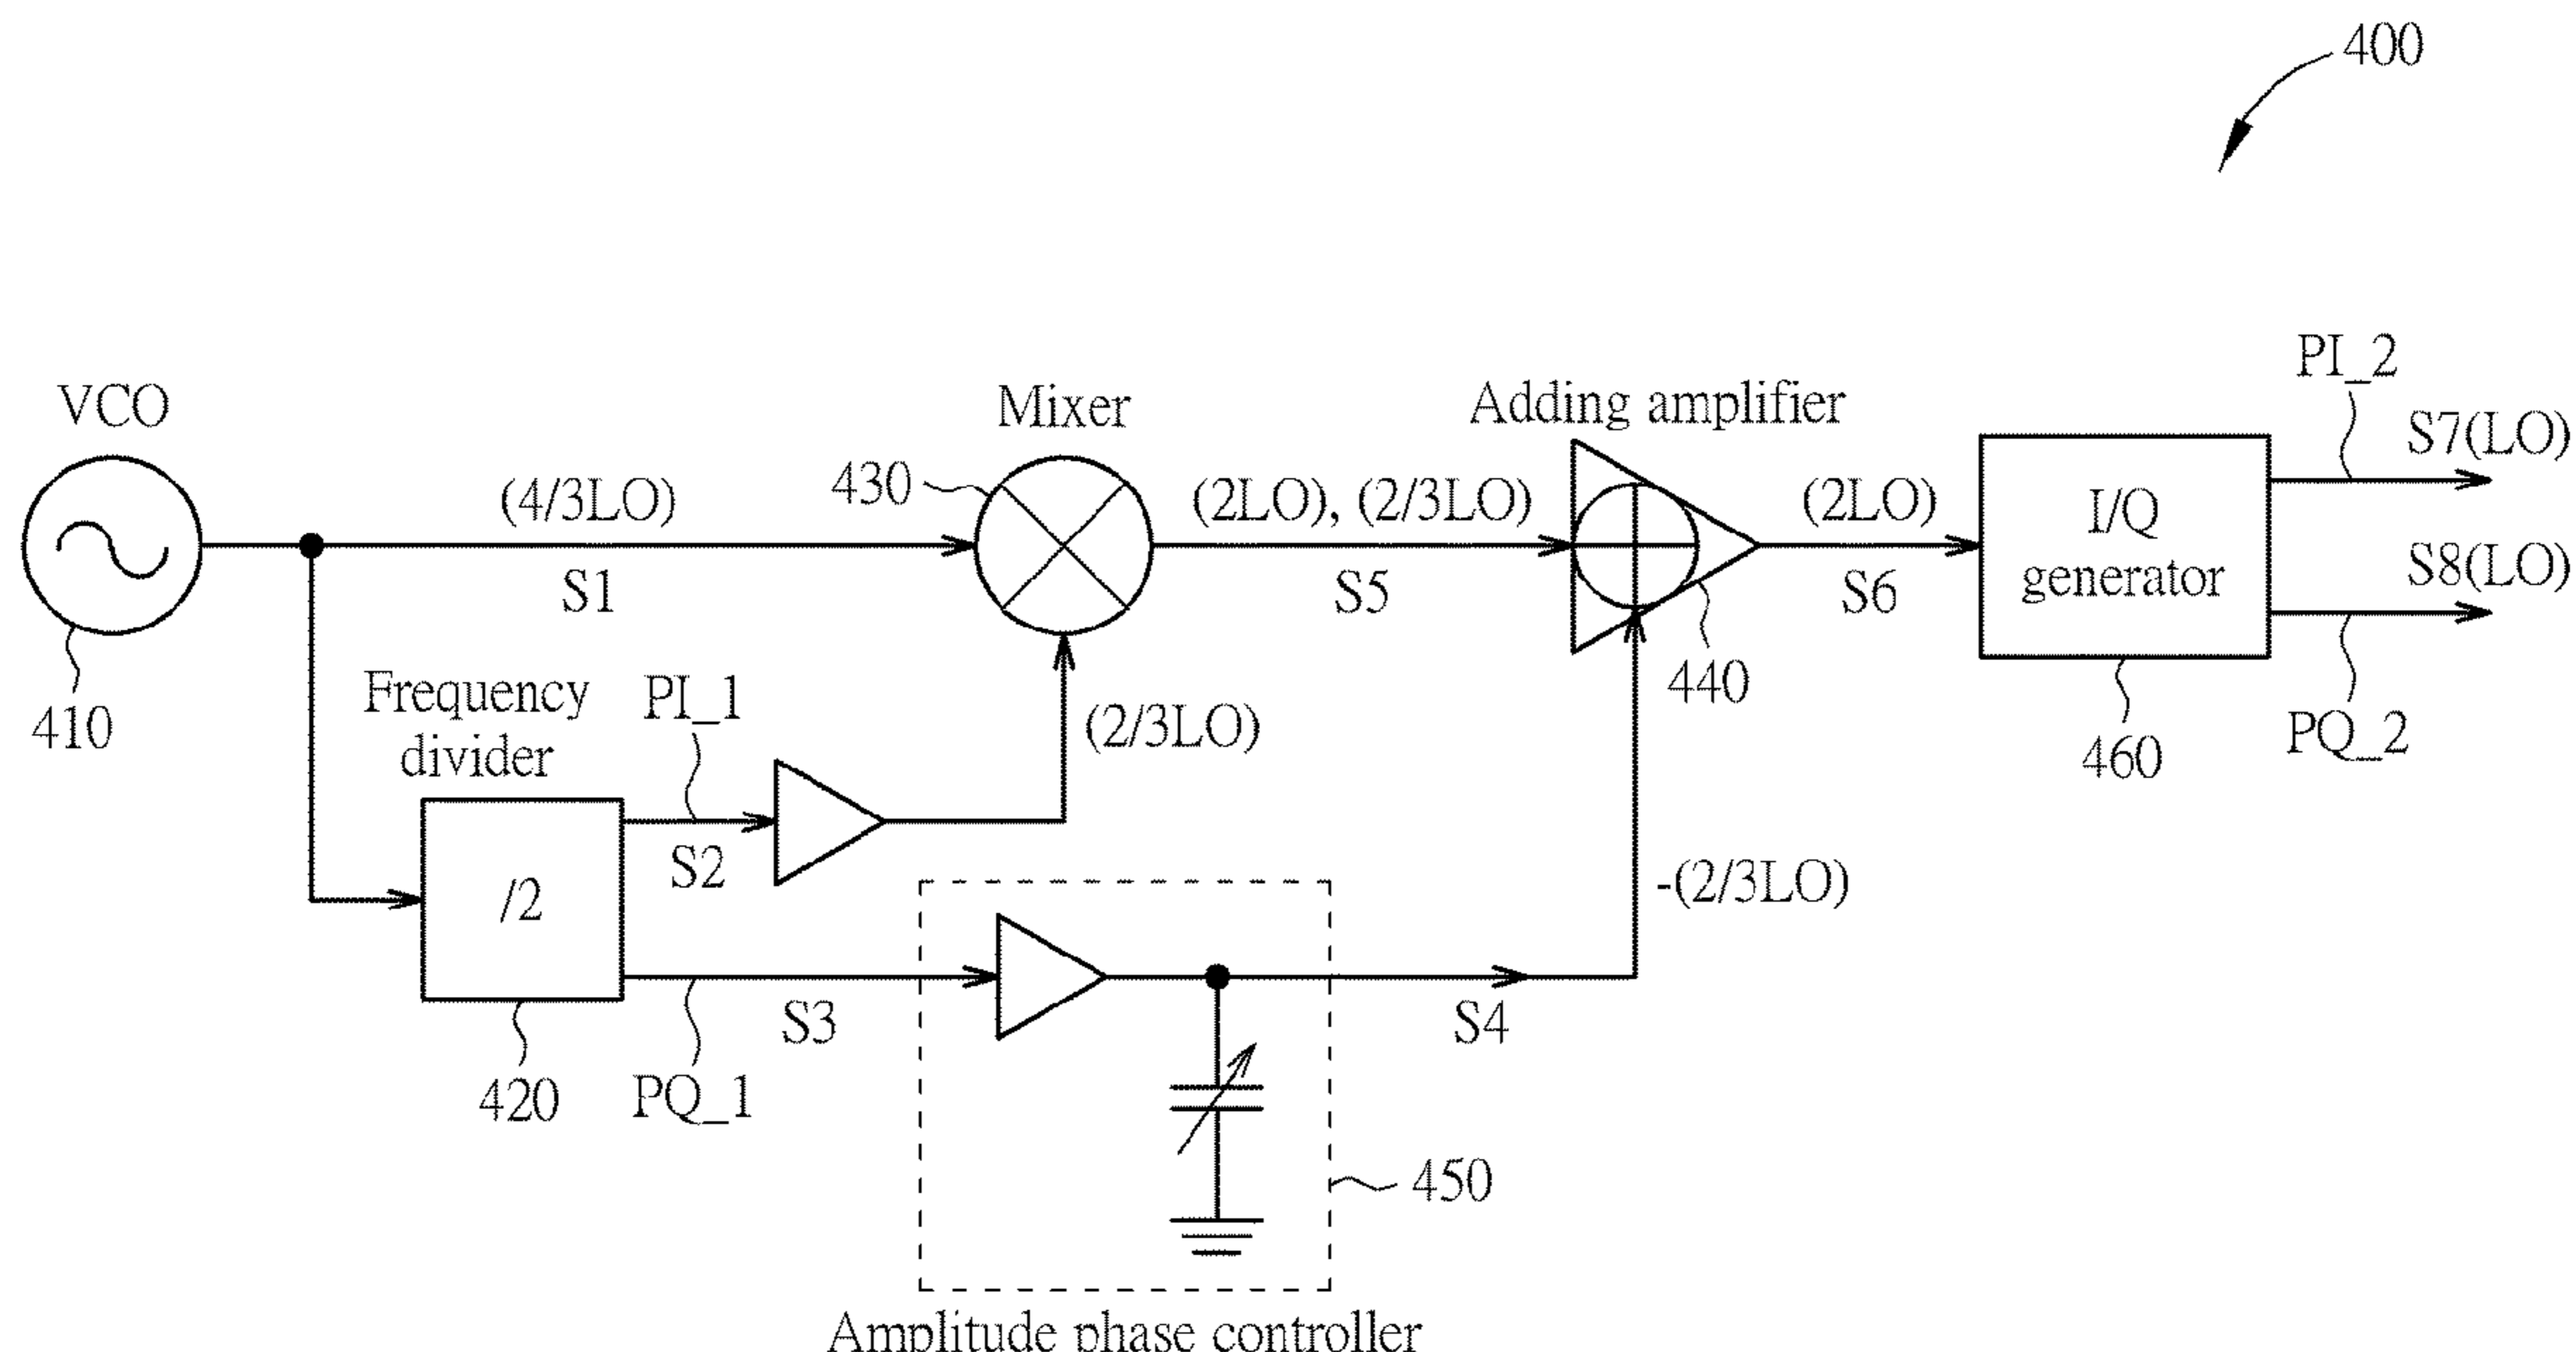 400
VCO
Mixer
Adding amplifier
PI_2
S7(LO)
430
(4/3LO)
(2LO), (2/3LO)
(2LO)
I/Q
generator
S8(LO)
S1
S5
S6
410
Frequency
divider
PI_1
(2/3LO)
440
460
PQ_2
/2
S2
-(2/3LO)
420
PQ_1
S3
S4
450
Amplitude phase controller